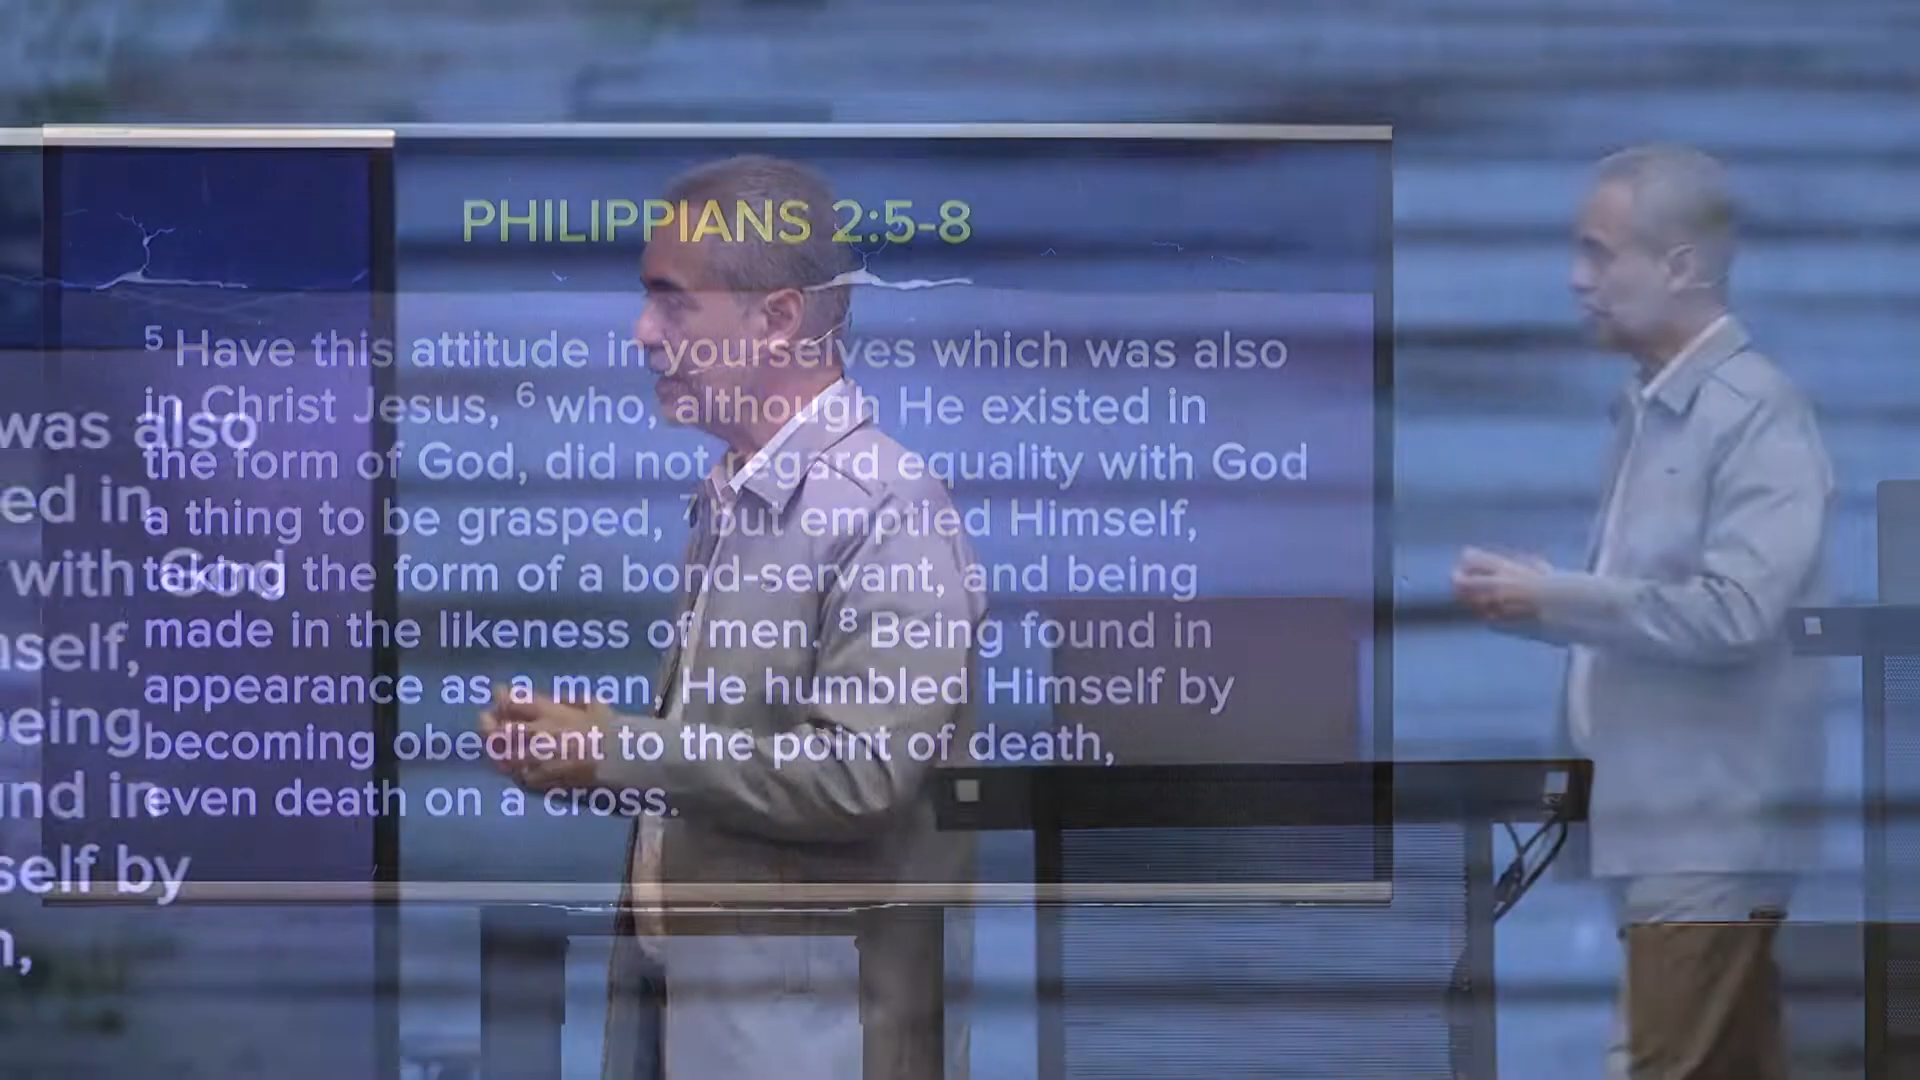 PHILIPPIANS 2:5-8
5 Have this attitude in yourselves which was also
in Christ Jesus, 6 who, although He existed in
the form of God, did not regard equality with God
a thing to be grasped, 7 but emptied Himself,
taking the form of a bond-servant, and being
made in the likeness of men. 8 Being found in
appearance as a man, He humbled Himself by
becoming obedient to the point of death,
even death on a cross.
was also
ed in
with God
self,
being
nd in
self by